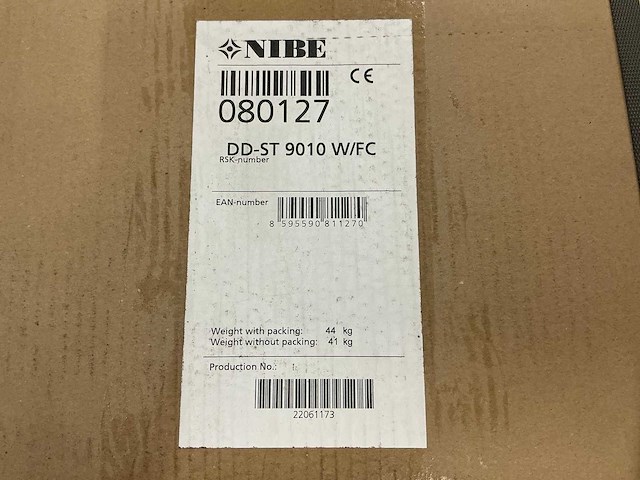 NIBE
CE
080127
DD-ST 9010 W/FC
RSK-number
EAN-number
8 595590 811270
Weight with packing: 44 kg
Weight without packing: 41 kg
Production No.:
22061173